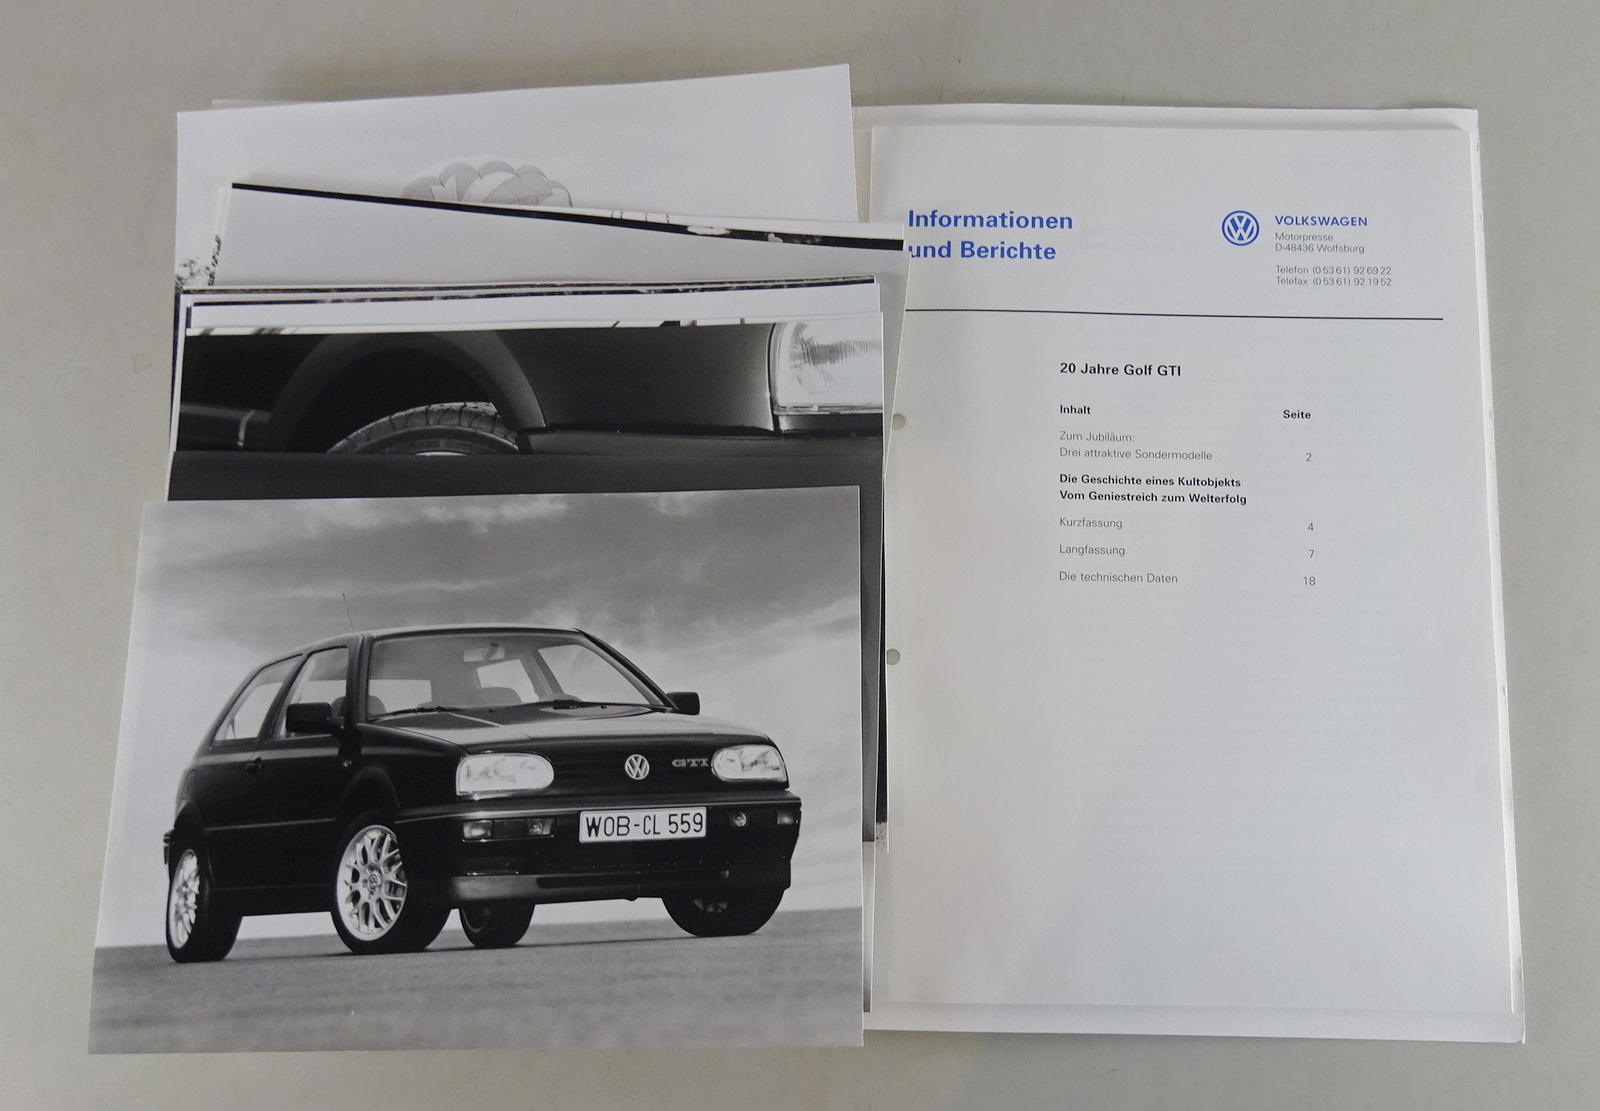 Informationen
und Berichte
VOLKSWAGEN
Motorpresse
D-48436 Wolfsburg
Telefon (0 53 61) 92 69 22
Telefax (0 53 61) 92 19 52
20 Jahre Golf GTI
Inhalt Seite
Zum Jubiläum:
Drei attraktive Sondermodelle 2
Die Geschichte eines Kultobjekts
Vom Geniestreich zum Welterfolg
Kurzfassung 4
Langfassung 7
Die technischen Daten 18
GTI
WOB-CL 559